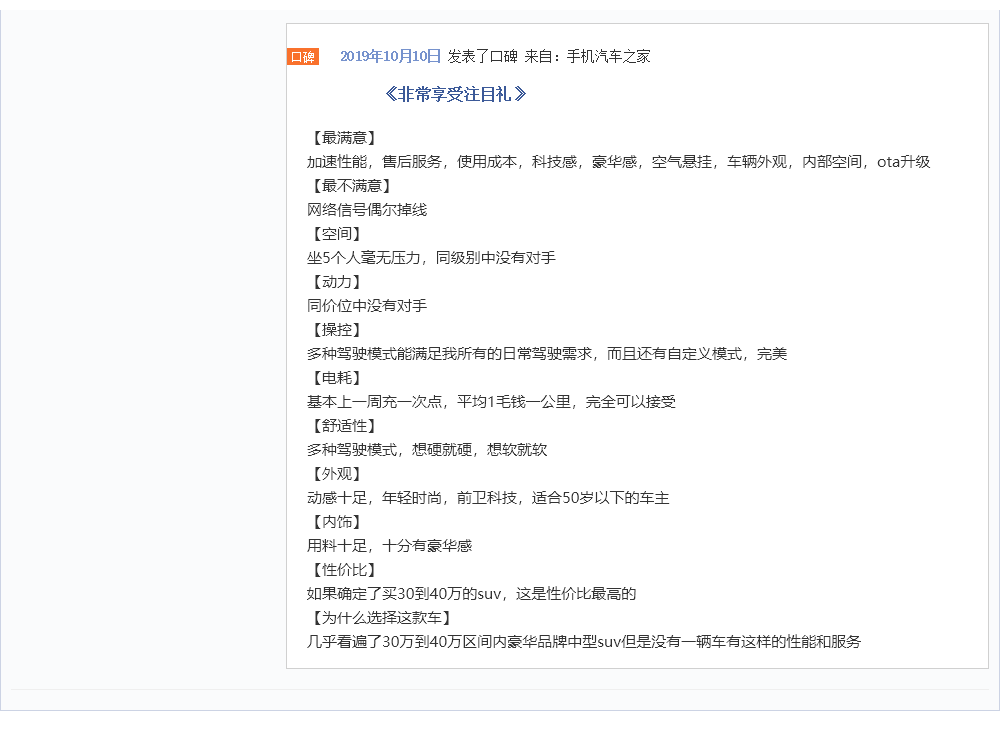 口碑 2019年10月10日 发表了口碑 来自：手机汽车之家
《非常享受注目礼 》
【最满意】
加速性能，售后服务，使用成本，科技感，豪华感，空气悬挂，车辆外观，内部空间，ota升级
【最不满意】
网络信号偶尔掉线
【空间】
坐5个人毫无压力，同级别中没有对手
【动力】
同价位中没有对手
【操控】
多种驾驶模式能满足我所有的日常驾驶需求，而且还有自定义模式，完美
【电耗】
基本上一周充一次点，平均1毛钱一公里，完全可以接受
【舒适性】
多种驾驶模式，想硬就硬，想软就软
【外观】
动感十足，年轻时尚，前卫科技，适合50岁以下的车主
【内饰】
用料十足，十分有豪华感
【性价比】
如果确定了买30到40万的suv，这是性价比最高的
【为什么选择这款车】
几乎看遍了30万到40万区间内豪华品牌中型suv但是没有一辆车有这样的性能和服务